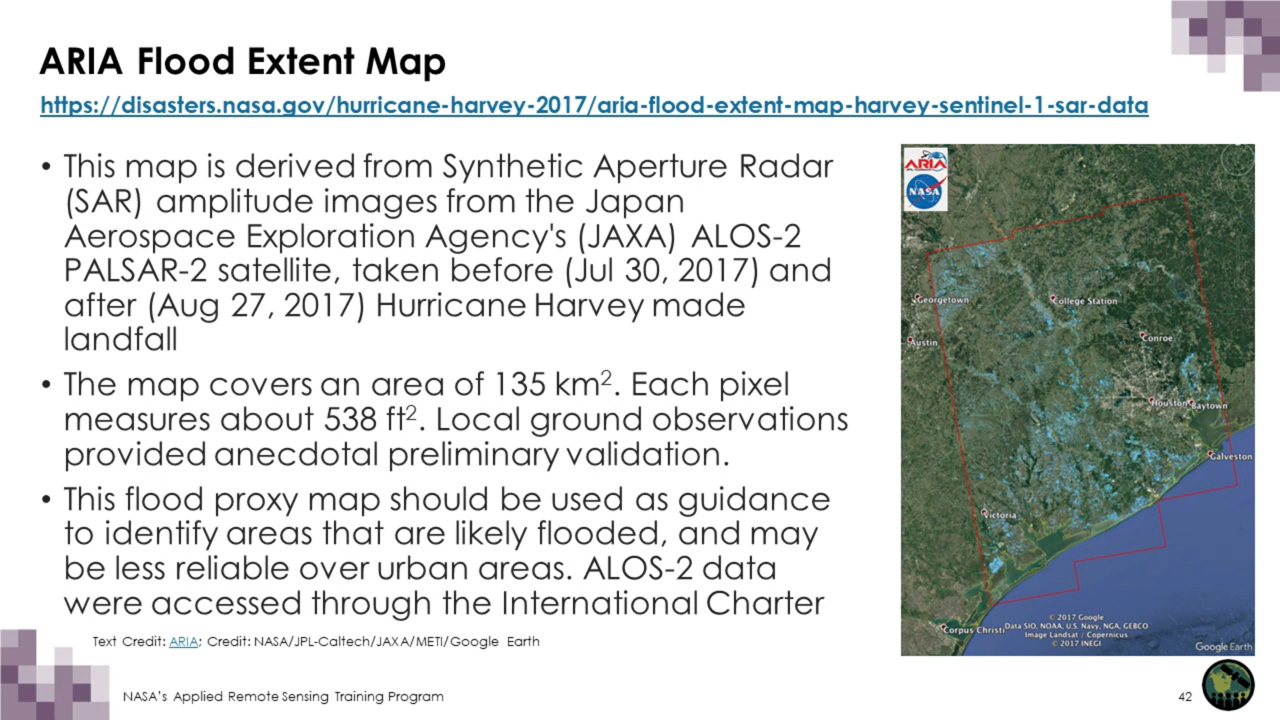 ARIA Flood Extent Map
https://disasters.nasa.gov/hurricane-harvey-2017/aria-flood-extent-map-harvey-sentinel-1-sar-data
• This map is derived from Synthetic Aperture Radar
(SAR) amplitude images from the Japan
Aerospace Exploration Agency's (JAXA) ALOS-2
PALSAR-2 satellite, taken before (Jul 30, 2017) and
after (Aug 27, 2017) Hurricane Harvey made
landfall
• The map covers an area of 135 km². Each pixel
measures about 538 ft². Local ground observations
provided anecdotal preliminary validation.
• This flood proxy map should be used as guidance
to identify areas that are likely flooded, and may
be less reliable over urban areas. ALOS-2 data
were accessed through the International Charter
Text Credit: ARIA; Credit: NASA/JPL-Caltech/JAXA/METI/Google Earth
ARIA
NASA
Georgetown
College Station
Austin
Conroe
Houston
Baytown
Galveston
Victoria
Corpus Christi
© 2017 Google
Data SIO, NOAA, U.S. Navy, NGA, GEBCO
Image Landsat / Copernicus
© 2017 INEGI
Google Earth
NASA's Applied Remote Sensing Training Program
42